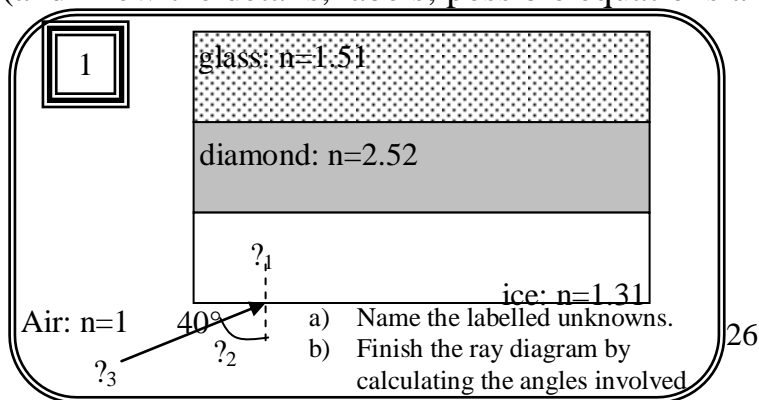 1
glass: n=1.51
diamond: n=2.52
?1
ice: n=1.31
Air: n=1
40°
?2
?3
a) Name the labelled unknowns.
b) Finish the ray diagram by
calculating the angles involved
26